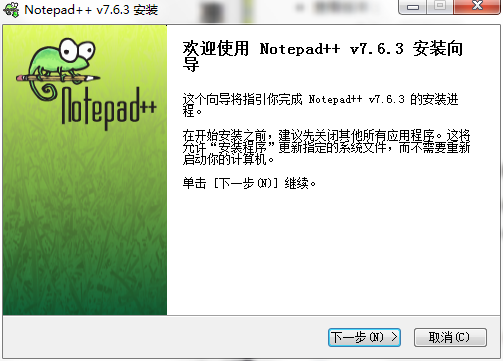 Notepad++ v7.6.3 安装
Notepad++
欢迎使用 Notepad++ v7.6.3 安装向
导
这个向导将指引你完成 Notepad++ v7.6.3 的安装进
程。
在开始安装之前，建议先关闭其他所有应用程序。这将
允许“安装程序”更新指定的系统文件，而不需要重新
启动你的计算机。
单击 [下一步(N)] 继续。
下一步(N) >
取消(C)